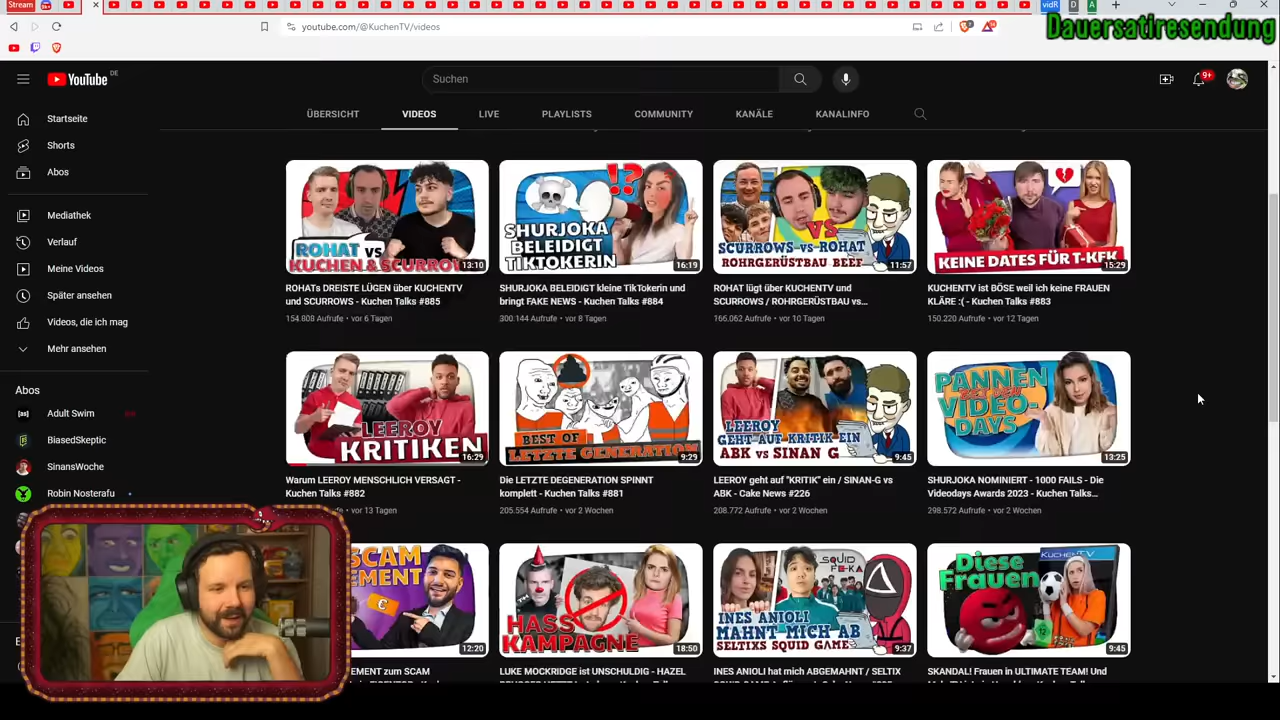 Stream
9+
vidR
D
A
youtube.com/@KuchenTV/videos
Dauersatiresendung
YouTube DE
Suchen
9+
ÜBERSICHT
VIDEOS
LIVE
PLAYLISTS
COMMUNITY
KANÄLE
KANALINFO
Startseite
Shorts
Abos
Mediathek
Verlauf
Meine Videos
Später ansehen
Videos, die ich mag
Mehr ansehen
Abos
Adult Swim
BiasedSkeptic
SinansWoche
Robin Nosterafu
ROHAT VS
KUCHEN & SCURROWS
13:10
ROHATs DREISTE LÜGEN über KUCHENTV
und SCURROWS - Kuchen Talks #885
154.808 Aufrufe • vor 6 Tagen
!?
SHURJOKA
BELEIDIGT
TIKTOKERIN
16:19
SHURJOKA BELEIDIGT kleine TikTokerin und
bringt FAKE NEWS - Kuchen Talks #884
300.144 Aufrufe • vor 8 Tagen
VS
SCURROWS VS ROHAT
ROHRGERÜSTBAU BEEF
11:57
ROHAT lügt über KUCHENTV und
SCURROWS / ROHRGERÜSTBAU vs...
166.062 Aufrufe • vor 10 Tagen
KEINE DATES FÜR T-KEK
15:29
KUCHENTV ist BÖSE weil ich keine FRAUEN
KLÄRE :( - Kuchen Talks #883
150.220 Aufrufe • vor 12 Tagen
LEEROY
KRITIKEN
16:29
Warum LEEROY MENSCHLICH VERSAGT -
Kuchen Talks #882
vor 13 Tagen
BEST OF
LETZTE GENERATION
9:29
Die LETZTE DEGENERATION SPINNT
komplett - Kuchen Talks #881
205.554 Aufrufe • vor 2 Wochen
LEEROY
GEHT AUF KRITIK EIN
ABK VS SINAN G
9:45
LEEROY geht auf "KRITIK" ein / SINAN-G vs
ABK - Cake News #226
208.772 Aufrufe • vor 2 Wochen
PANNEN
BEI DEN
VIDEO-
DAYS
13:25
SHURJOKA NOMINIERT - 1000 FAILS - Die
Videodays Awards 2023 - Kuchen Talks...
298.572 Aufrufe • vor 2 Wochen
SCAM
EMENT
12:20
EMENT zum SCAM
HASS
KAMPAGNE
18:50
LUKE MOCKRIDGE ist UNSCHULDIG - HAZEL
SQUID
INES ANIOLI
MAHNT MICH AB
SELTIXS SQUID GAME
9:37
INES ANIOLI hat mich ABGEMAHNT / SELTIX
Diese
Frauen
KUCHENTV
12
9:45
SKANDAL! Frauen in ULTIMATE TEAM! Und